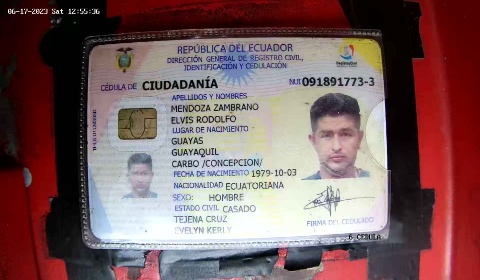 06-17-2023 Sat 12:55:36
REPÚBLICA DEL ECUADOR
DIRECCIÓN GENERAL DE REGISTRO CIVIL,
IDENTIFICACIÓN Y CEDULACIÓN
CÉDULA DE CIUDADANÍA
NUI 091891773-3
APELLIDOS Y NOMBRES
MENDOZA ZAMBRANO
ELVIS RODOLFO
LUGAR DE NACIMIENTO
GUAYAS
GUAYAQUIL
CARBO /CONCEPCION/
FECHA DE NACIMIENTO 1979-10-03
NACIONALIDAD ECUATORIANA
SEXO: HOMBRE
ESTADO CIVIL CASADO
TEJENA CRUZ
EVELYN KERLY
FIRMA DEL CEDULADO